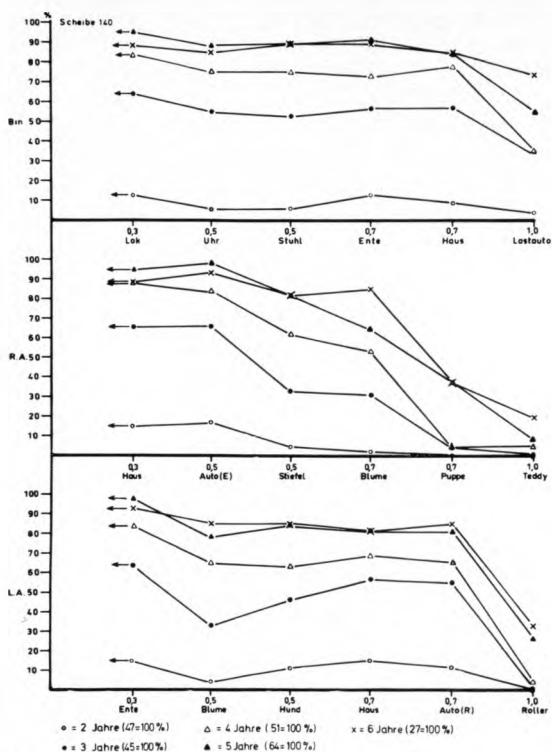 % Scheibe 140
100
90
80
70
60
Bin 50
40
30
20
10
0,3 0,5 0,5 0,7 0,7 1,0
Lok Uhr Stuhl Ente Haus Lastauto
100
90
80
70
60
R.A. 50
40
30
20
10
0,3 0,5 0,5 0,7 0,7 1,0
Haus Auto(E) Stiefel Blume Puppe Teddy
100
90
80
70
60
L.A. 50
40
30
20
10
0,3 0,5 0,5 0,7 0,7 1,0
Ente Blume Hund Haus Auto(R) Roller
= 2 Jahre (47=100%) = 4 Jahre (51=100%) x = 6 Jahre (27=100%)
= 3 Jahre (45=100%) = 5 Jahre (64=100%)